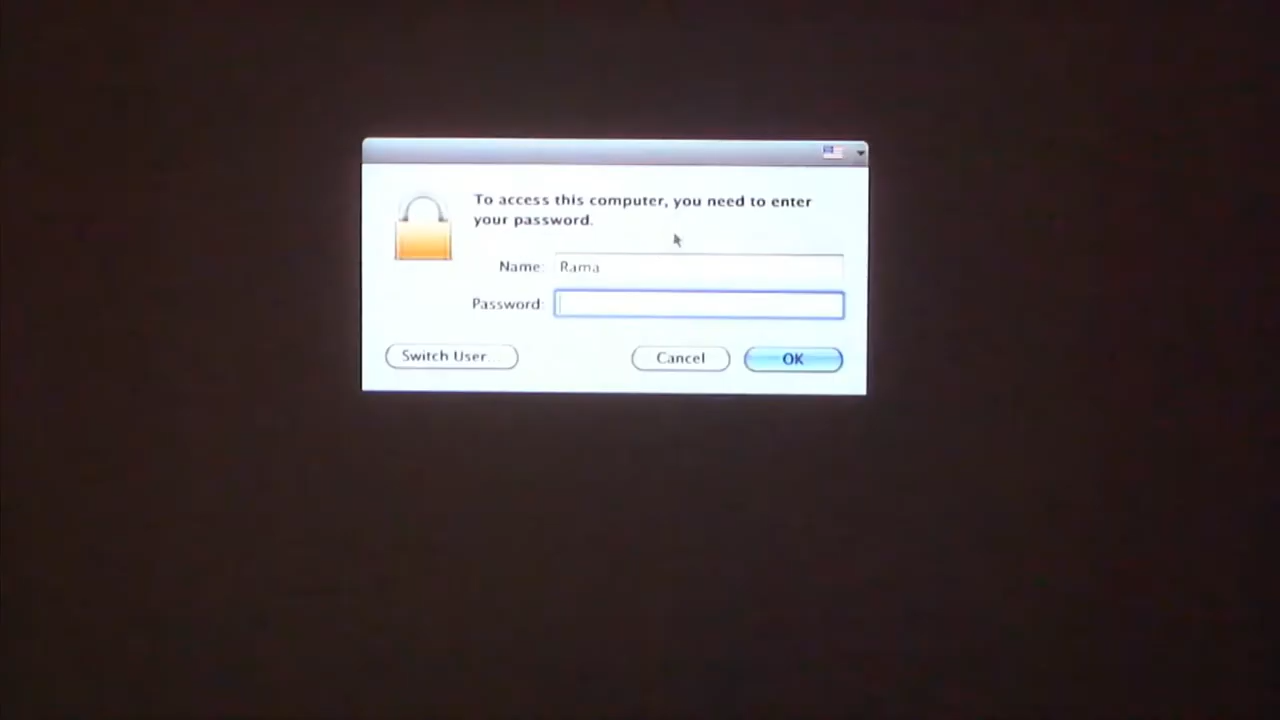 To access this computer, you need to enter
your password.
Name: Rama
Password:
Switch User...
Cancel
OK